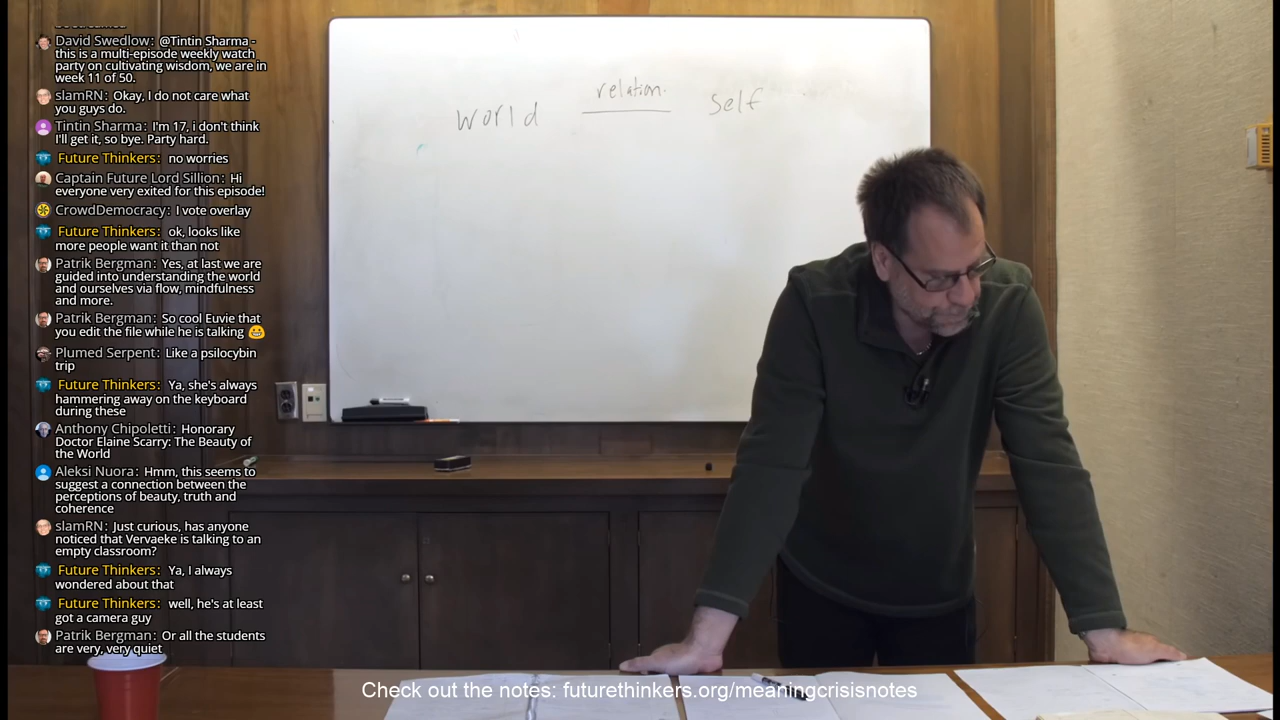 David Swedlow: @Tintin Sharma -
this is a multi-episode weekly watch
party on cultivating wisdom, we are in
week 11 of 50.
slamRN: Okay, I do not care what
you guys do.
Tintin Sharma: I'm 17, i don't think
I'll get it, so bye. Party hard.
Future Thinkers: no worries
Captain Future Lord Sillion: Hi
everyone very exited for this episode!
CrowdDemocracy: I vote overlay
Future Thinkers: ok, looks like
more people want it than not
Patrik Bergman: Yes, at last we are
guided into understanding the world
and ourselves via flow, mindfulness
and more.
Patrik Bergman: So cool Euvie that
you edit the file while he is talking 😀
Plumed Serpent: Like a psilocybin
trip
Future Thinkers: Ya, she's always
hammering away on the keyboard
during these
Anthony Chipoletti: Honorary
Doctor Elaine Scarry: The Beauty of
the World
Aleksi Nuora: Hmm, this seems to
suggest a connection between the
perceptions of beauty, truth and
coherence
slamRN: Just curious, has anyone
noticed that Vervaeke is talking to an
empty classroom?
Future Thinkers: Ya, I always
wondered about that
Future Thinkers: well, he's at least
got a camera guy
Patrik Bergman: Or all the students
are very, very quiet
world relation. self
Check out the notes: futurethinkers.org/meaningcrisisnotes